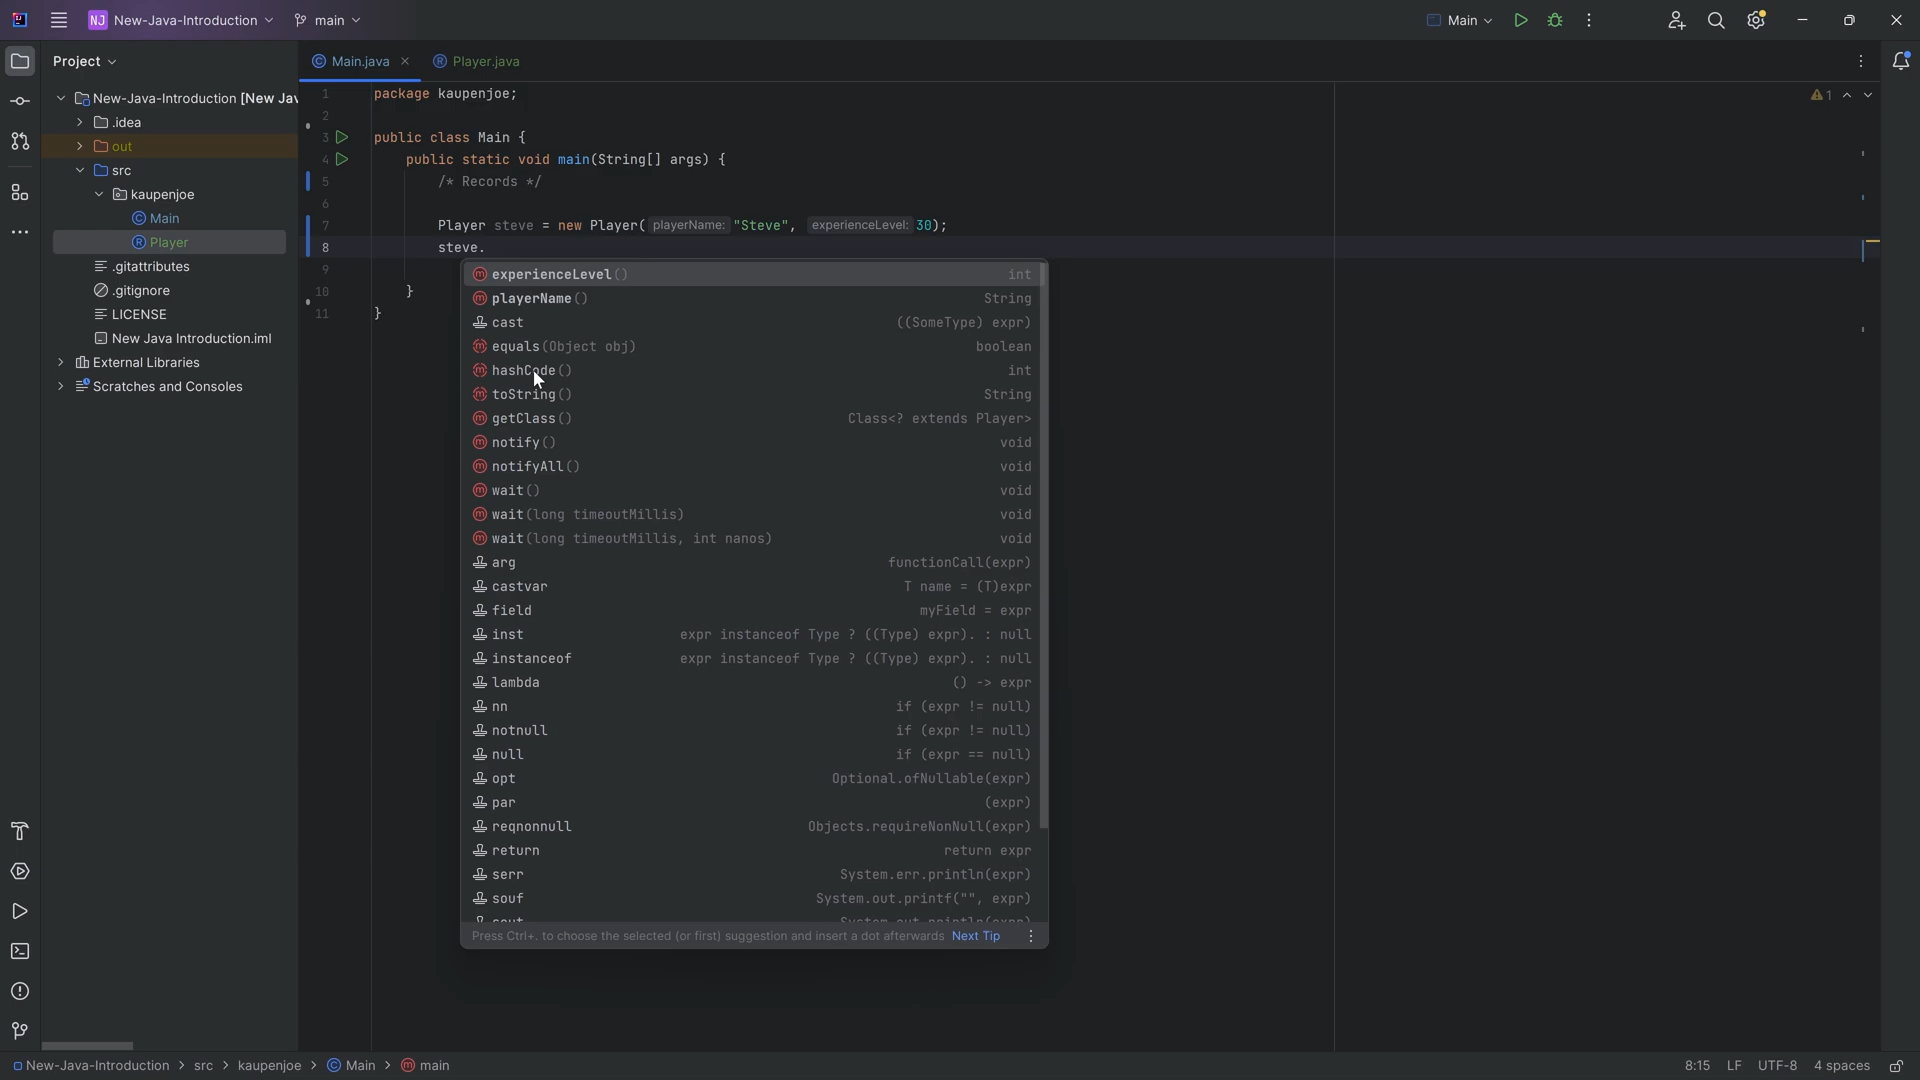 NJ New-Java-Introduction main Main
Project
Main.java Player.java
New-Java-Introduction [New Jav
.idea
out
src
kaupenjoe
Main
Player
.gitattributes
.gitignore
LICENSE
New Java Introduction.iml
External Libraries
Scratches and Consoles
1 package kaupenjoe;
2
3 public class Main {
4 public static void main(String[] args) {
5 /* Records */
6
7 Player steve = new Player( playerName: "Steve", experienceLevel: 30);
8 steve.
9
10 }
11 }
1
experienceLevel() int
playerName() String
cast ((SomeType) expr)
equals(Object obj) boolean
hashCode() int
toString() String
getClass() Class<? extends Player>
notify() void
notifyAll() void
wait() void
wait(long timeoutMillis) void
wait(long timeoutMillis, int nanos) void
arg functionCall(expr)
castvar T name = (T)expr
field myField = expr
inst expr instanceof Type ? ((Type) expr). : null
instanceof expr instanceof Type ? ((Type) expr). : null
lambda () -> expr
nn if (expr != null)
notnull if (expr != null)
null if (expr == null)
opt Optional.ofNullable(expr)
par (expr)
reqnonnull Objects.requireNonNull(expr)
return return expr
serr System.err.println(expr)
souf System.out.printf("", expr)
sout System.out.println(expr)
Press Ctrl+. to choose the selected (or first) suggestion and insert a dot afterwards Next Tip
New-Java-Introduction > src > kaupenjoe > Main > main 8:15 LF UTF-8 4 spaces